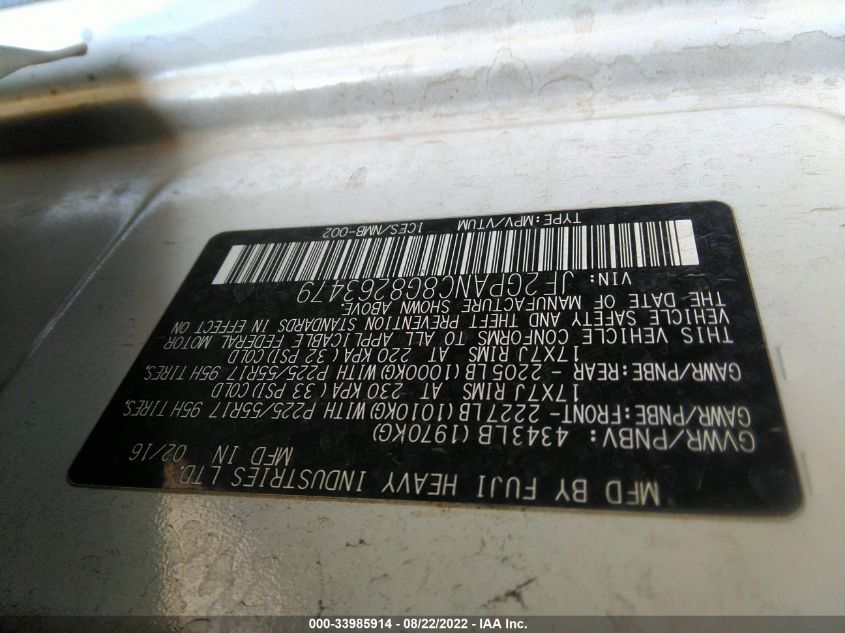 MFD BY FUJI HEAVY INDUSTRIES LTD.
MFD IN 02/16
GVWR/PNBV: 4343LB(1970KG)
GAWR/PNBE:FRONT-2227LB(1010KG)WITH P225/55R17 95H TIRES,
17X7J RIMS AT 230 KPA(33 PSI)COLD
GAWR/PNBE:REAR-2205LB(1000KG)WITH P225/55R17 95H TIRES,
17X7J RIMS AT 220 KPA(32 PSI)COLD
THIS VEHICLE CONFORMS TO ALL APPLICABLE FEDERAL MOTOR
VEHICLE SAFETY AND THEFT PREVENTION STANDARDS IN EFFECT ON
THE DATE OF MANUFACTURE SHOWN ABOVE.
VIN: JF2GPANC8G8263479
TYPE:MPV/VTUM ICES/NMB-002
000-33985914 - 08/22/2022 - IAA Inc.